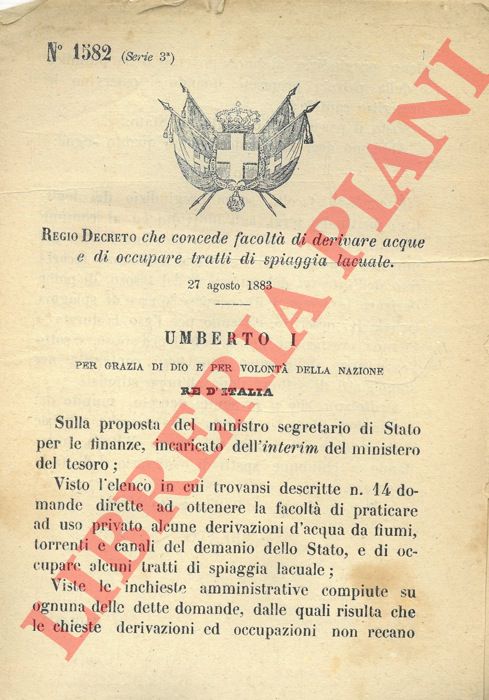 N° 1582 (Serie 3ª)
REGIO DECRETO che concede facoltà di derivare acque
e di occupare tratti di spiaggia lacuale.
27 agosto 1883
UMBERTO I
PER GRAZIA DI DIO E PER VOLONTÀ DELLA NAZIONE
RE D'ITALIA
Sulla proposta del ministro segretario di Stato
per le finanze, incaricato dell'interim del ministero
del tesoro;
Visto l'elenco in cui trovansi descritte n. 14 do-
mande dirette ad ottenere la facoltà di praticare
ad uso privato alcune derivazioni d'acqua da fiumi,
torrenti e canali del demanio dello Stato, e di oc-
cupare alcuni tratti di spiaggia lacuale;
Viste le inchieste amministrative compiute su
ognuna delle dette domande, dalle quali risulta che
le chieste derivazioni ed occupazioni non recano
LIBRERIA PIANI